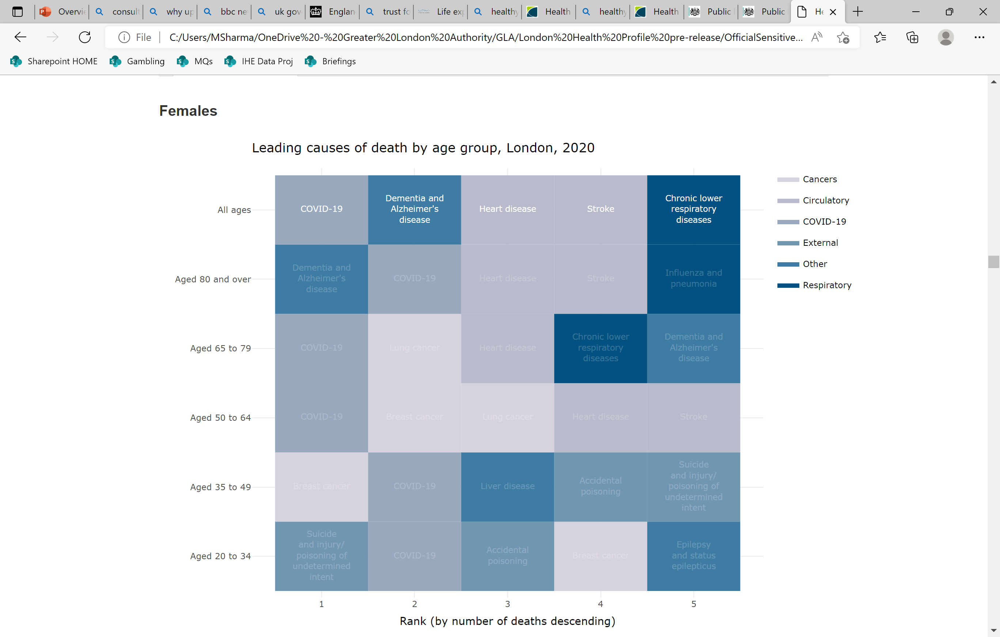 Overvie
consult
why up
bbc ne
uk gov
Englan
trust fo
Life exp
healthy
Health
healthy
Health
Public
Public
He
File
C:/Users/MSharma/OneDrive%20-%20Greater%20London%20Authority/GLA/London%20Health%20Profile%20pre-release/OfficialSensitive...
Sharepoint HOME
Gambling
MQs
IHE Data Proj
Briefings
Females
Leading causes of death by age group, London, 2020
All ages
COVID-19
Dementia and
Alzheimer's
disease
Heart disease
Stroke
Chronic lower
respiratory
diseases
Aged 80 and over
Dementia and
Alzheimer's
disease
COVID-19
Heart disease
Stroke
Influenza and
pneumonia
Aged 65 to 79
COVID-19
Lung cancer
Heart disease
Chronic lower
respiratory
diseases
Dementia and
Alzheimer's
disease
Aged 50 to 64
COVID-19
Breast cancer
Lung cancer
Heart disease
Stroke
Aged 35 to 49
Breast cancer
COVID-19
Liver disease
Accidental
poisoning
Suicide
and injury/
poisoning of
undetermined
intent
Aged 20 to 34
Suicide
and injury/
poisoning of
undetermined
intent
COVID-19
Accidental
poisoning
Breast cancer
Epilepsy
and status
epilepticus
1
2
3
4
5
Rank (by number of deaths descending)
Cancers
Circulatory
COVID-19
External
Other
Respiratory